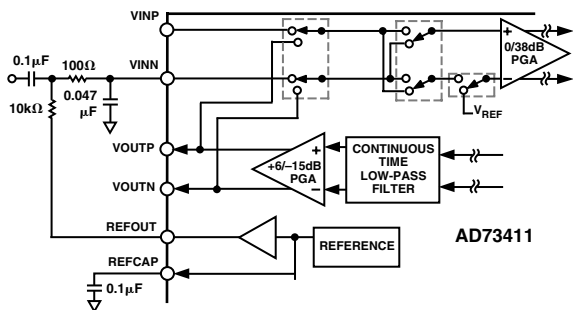 VINP
0/38dB
PGA
0.1μF
100Ω
VINN
10kΩ
0.047
μF
VREF
VOUTP
+6/–15dB
PGA
CONTINUOUS
TIME
LOW-PASS
FILTER
VOUTN
REFOUT
REFERENCE
AD73411
REFCAP
0.1μF